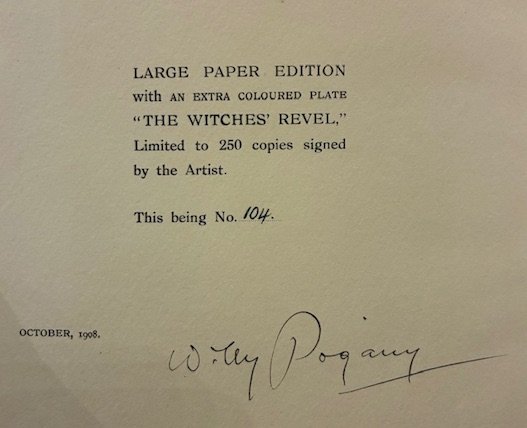 LARGE PAPER EDITION
with AN EXTRA COLOURED PLATE
“THE WITCHES’ REVEL,”
Limited to 250 copies signed
by the Artist.
This being No. 104.
OCTOBER, 1908.
Willy Pogány